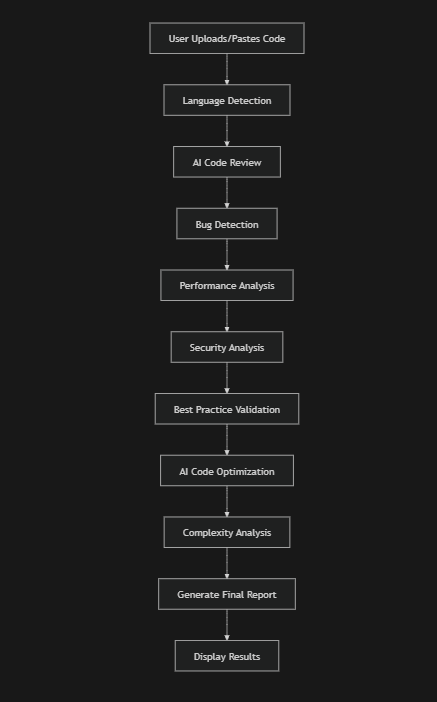 User Uploads/Pastes Code
Language Detection
AI Code Review
Bug Detection
Performance Analysis
Security Analysis
Best Practice Validation
AI Code Optimization
Complexity Analysis
Generate Final Report
Display Results